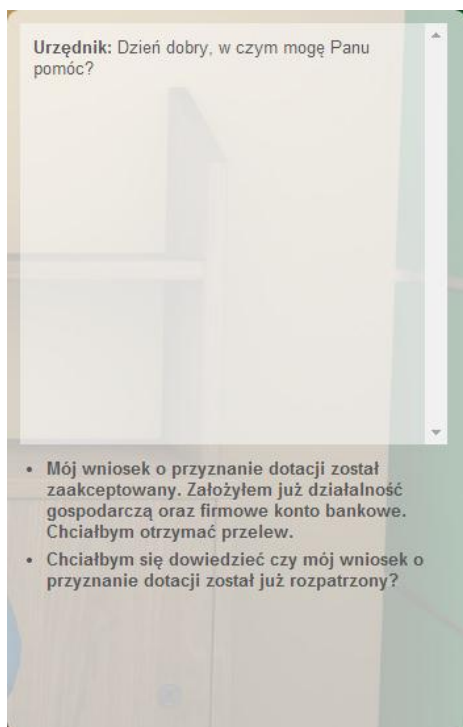 Urzędnik: Dzień dobry, w czym mogę Panu
pomóc?
Mój wniosek o przyznanie dotacji został
zaakceptowany. Założyłem już działalność
gospodarczą oraz firmowe konto bankowe.
Chciałbym otrzymać przelew.
Chciałbym się dowiedzieć czy mój wniosek o
przyznanie dotacji został już rozpatrzony?